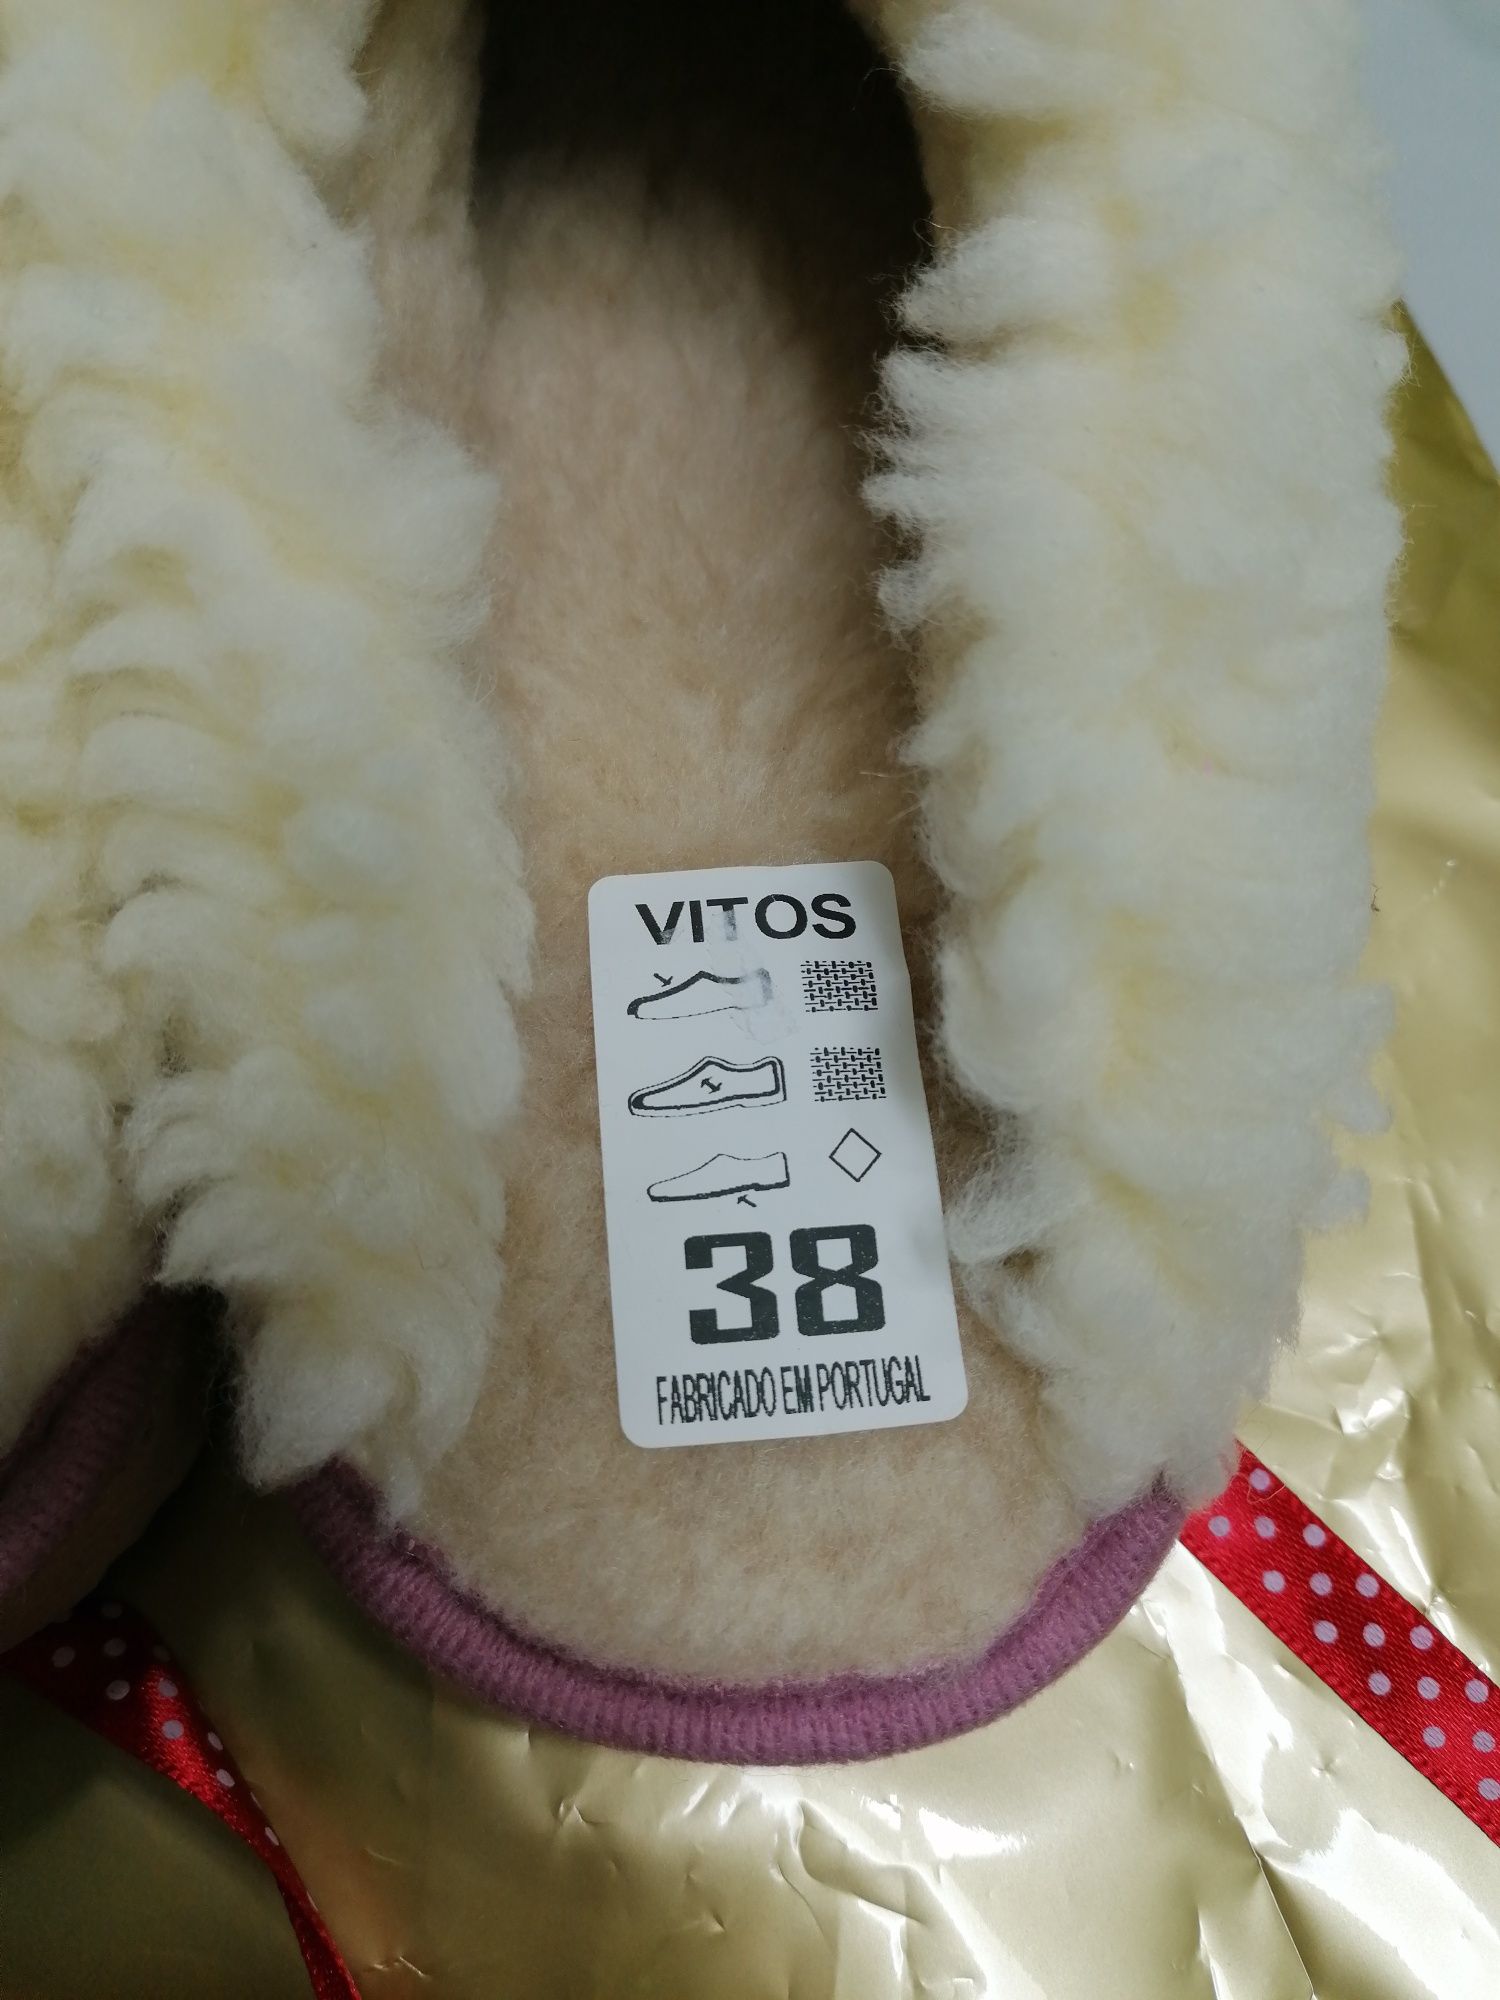 VITOS
38
FABRICADO EM PORTUGAL